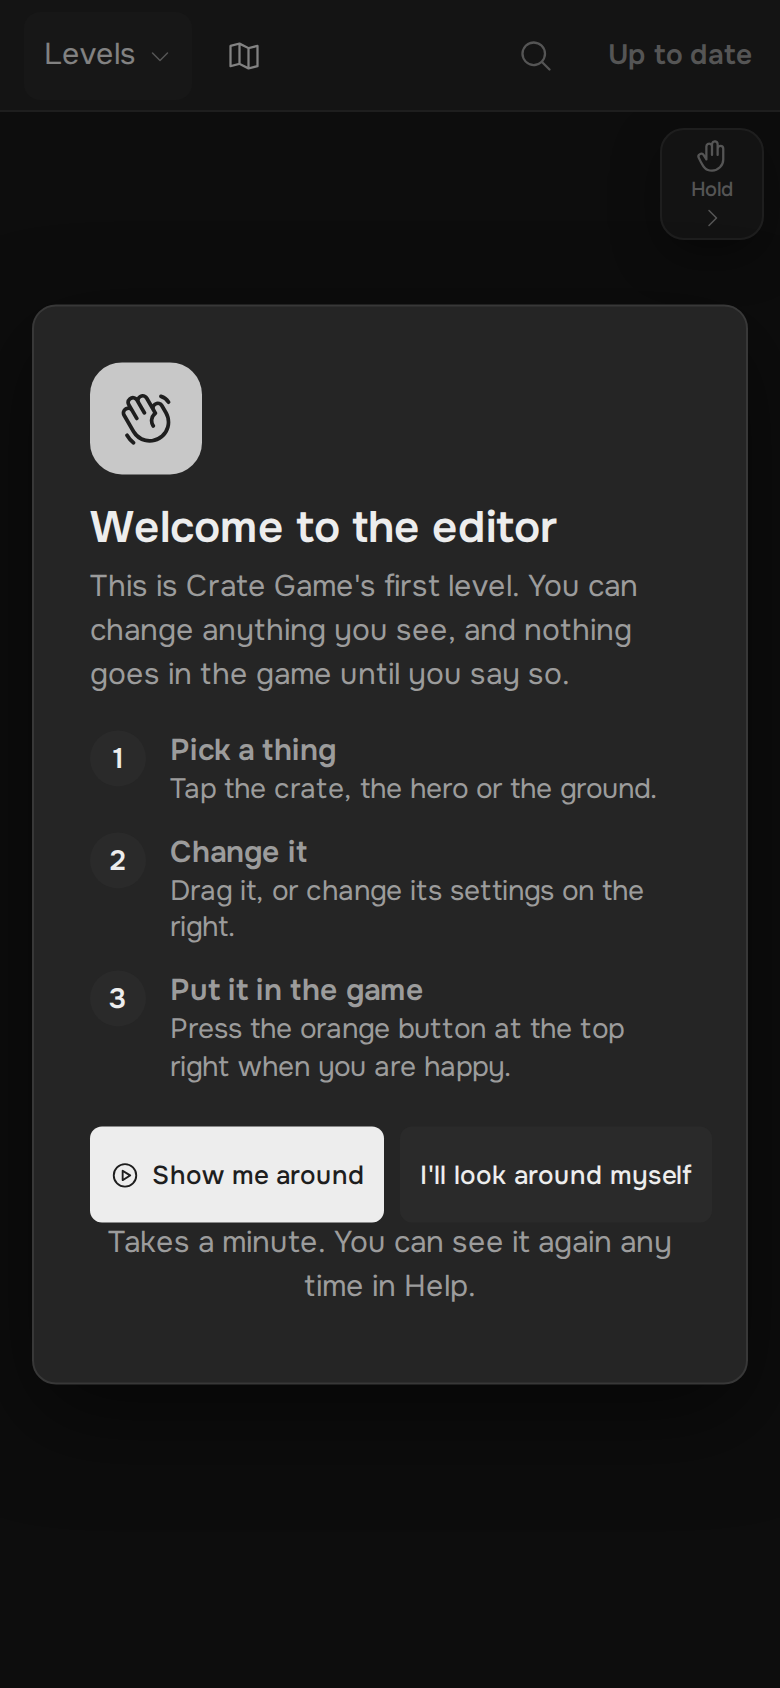 Levels
Up to date
Hold
Welcome to the editor
This is Crate Game's first level. You can
change anything you see, and nothing
goes in the game until you say so.
1
Pick a thing
Tap the crate, the hero or the ground.
2
Change it
Drag it, or change its settings on the
right.
3
Put it in the game
Press the orange button at the top
right when you are happy.
Show me around
I'll look around myself
Takes a minute. You can see it again any
time in Help.